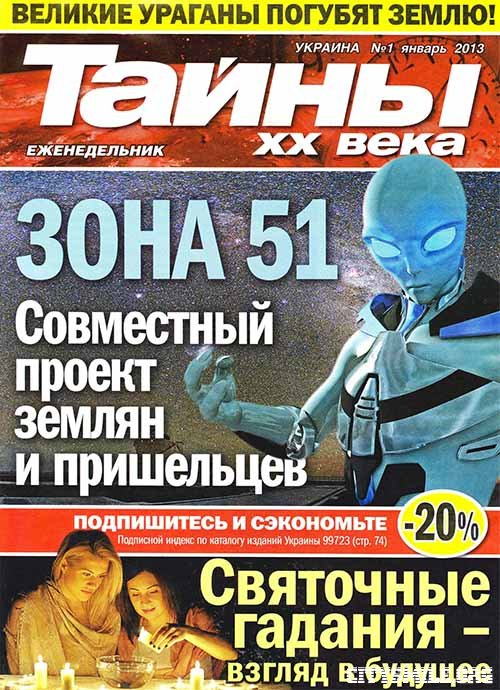 ВЕЛИКИЕ УРАГАНЫ ПОГУБЯТ ЗЕМЛЮ!
УКРАИНА №1 январь 2013
Тайны
XX века
ЕЖЕНЕДЕЛЬНИК
ЗОНА 51
Совместный
проект
землян
и пришельцев
ПОДПИШИТЕСЬ И СЭКОНОМЬТЕ
-20%
Подписной индекс по каталогу изданий Украины 99723 (стр. 74)
Святочные
гадания –
взгляд в будущее